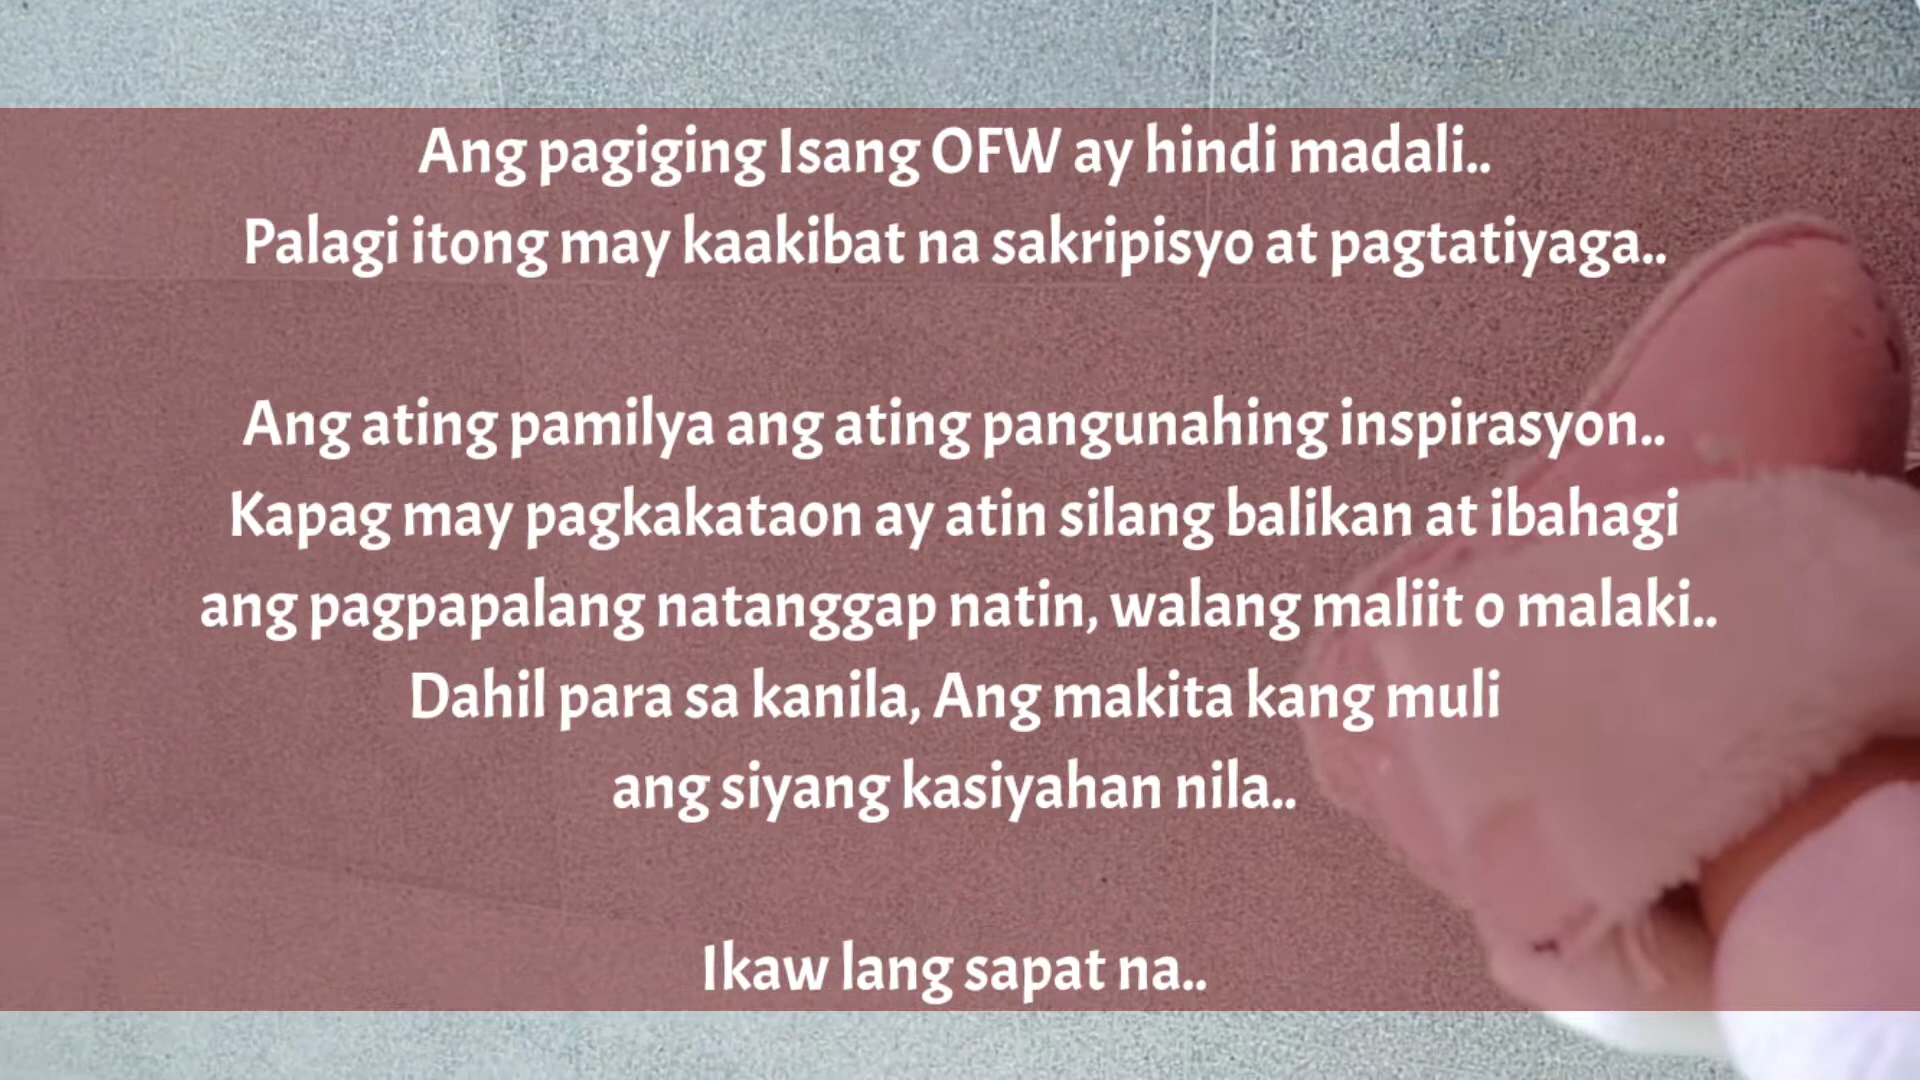 Ang pagiging Isang OFW ay hindi madali..
Palagi itong may kaakibat na sakripisyo at pagtatiyaga..
Ang ating pamilya ang ating pangunahing inspirasyon..
Kapag may pagkakataon ay atin silang balikan at ibahagi
ang pagpapalang natanggap natin, walang maliit o malaki..
Dahil para sa kanila, Ang makita kang muli
ang siyang kasiyahan nila..
Ikaw lang sapat na..